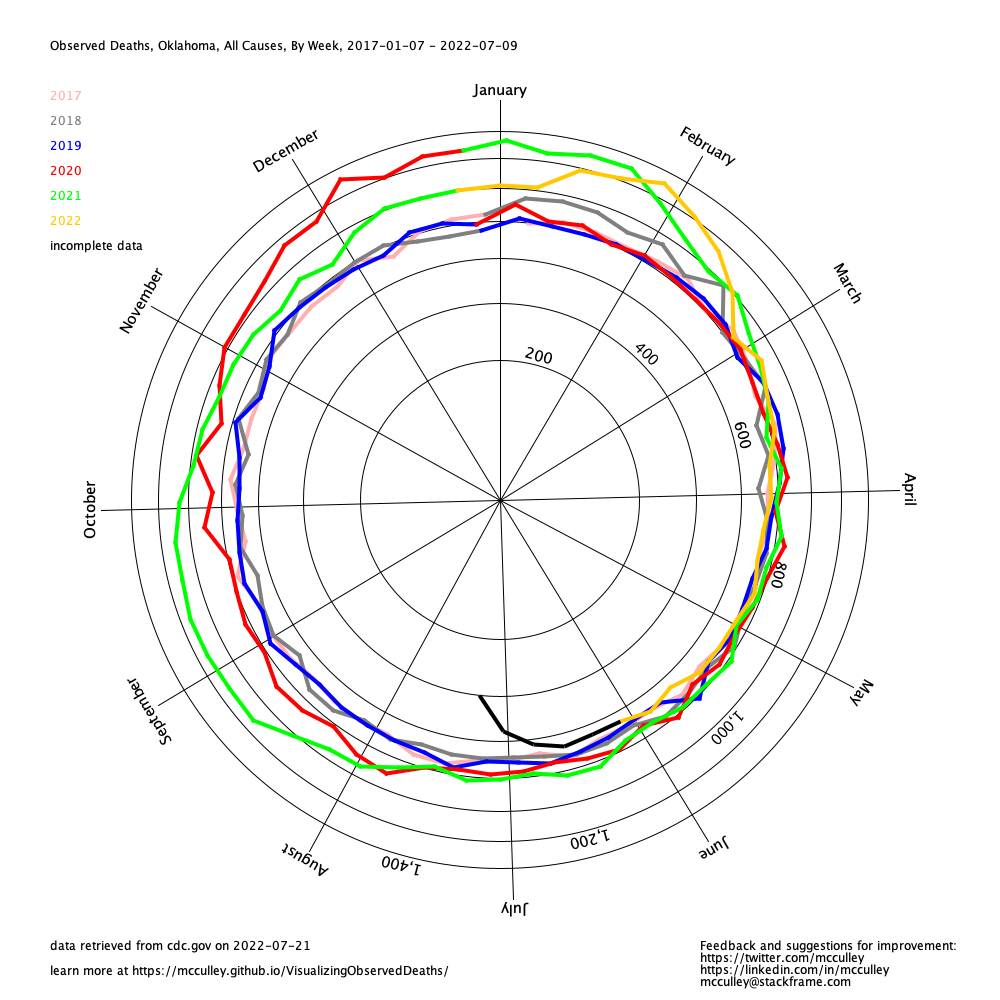 Observed Deaths, Oklahoma, All Causes, By Week, 2017-01-07 - 2022-07-09
January
2017
2018
2019
2020
2021
2022
incomplete data
December
February
November
March
200
400
600
October
April
800
September
May
1,000
1,200
1,400
August
June
July
data retrieved from cdc.gov on 2022-07-21
learn more at https://mcculley.github.io/VisualizingObservedDeaths/
Feedback and suggestions for improvement:
https://twitter.com/mcculley
https://linkedin.com/in/mcculley
mcculley@stackframe.com